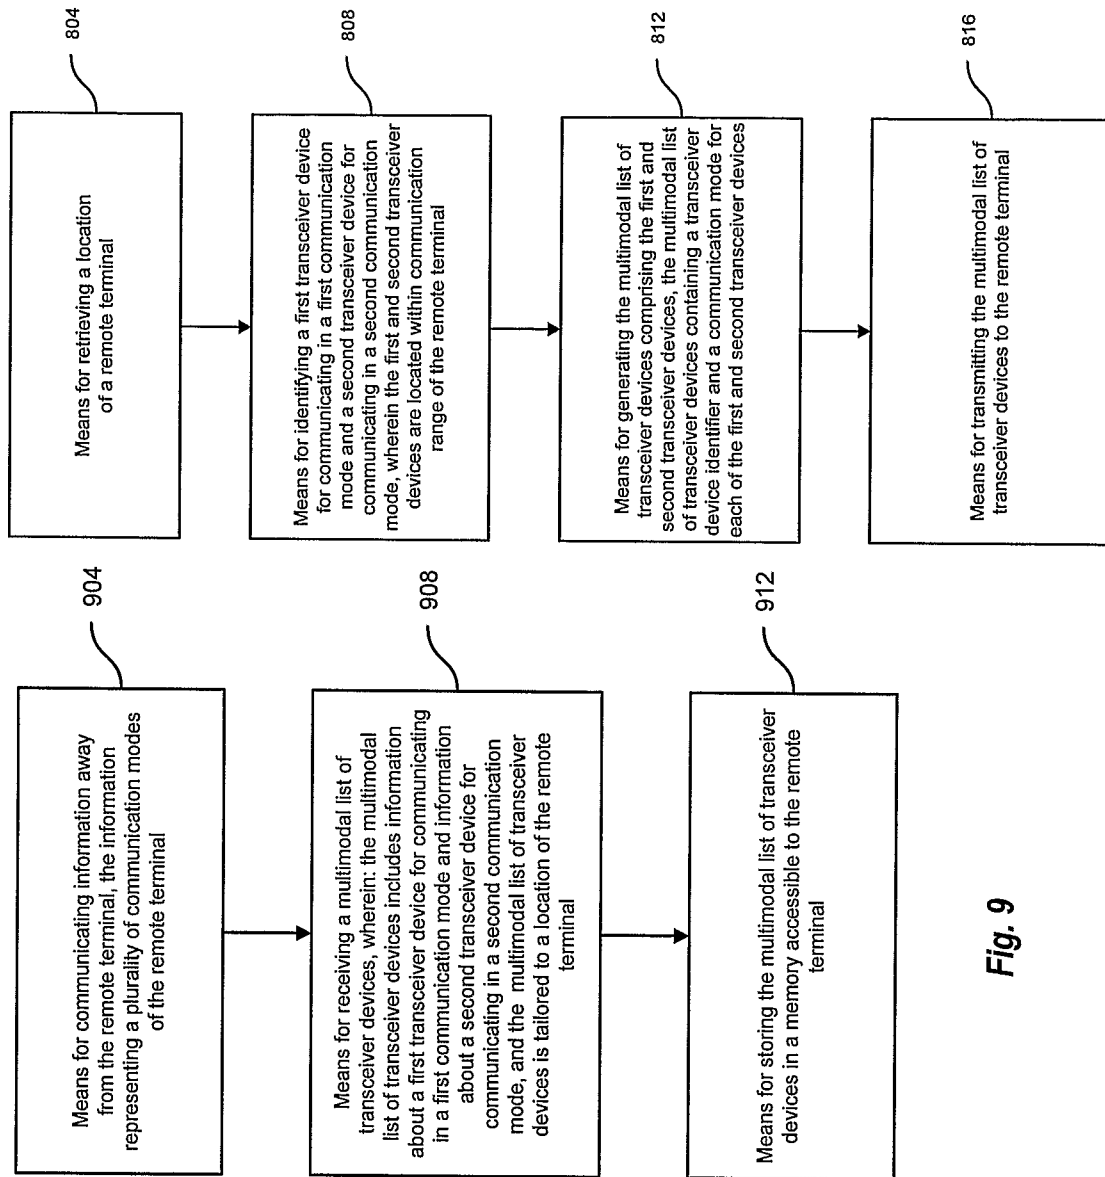 804
Means for retrieving a location
of a remote terminal
808
Means for identifying a first transceiver device
for communicating in a first communication
mode and a second transceiver device for
communicating in a second communication
mode, wherein the first and second transceiver
devices are located within communication
range of the remote terminal
812
Means for generating the multimodal list of
transceiver devices comprising the first and
second transceiver devices, the multimodal list
of transceiver devices containing a transceiver
device identifier and a communication mode for
each of the first and second transceiver devices
816
Means for transmitting the multimodal list of
transceiver devices to the remote terminal
904
Means for communicating information away
from the remote terminal, the information
representing a plurality of communication modes
of the remote terminal
908
Means for receiving a multimodal list of
transceiver devices, wherein: the multimodal
list of transceiver devices includes information
about a first transceiver device for communicating
in a first communication mode and information
about a second transceiver device for
communicating in a second communication
mode, and the multimodal list of transceiver
devices is tailored to a location of the remote
terminal
912
Means for storing the multimodal list of transceiver
devices in a memory accessible to the remote
terminal
Fig. 9